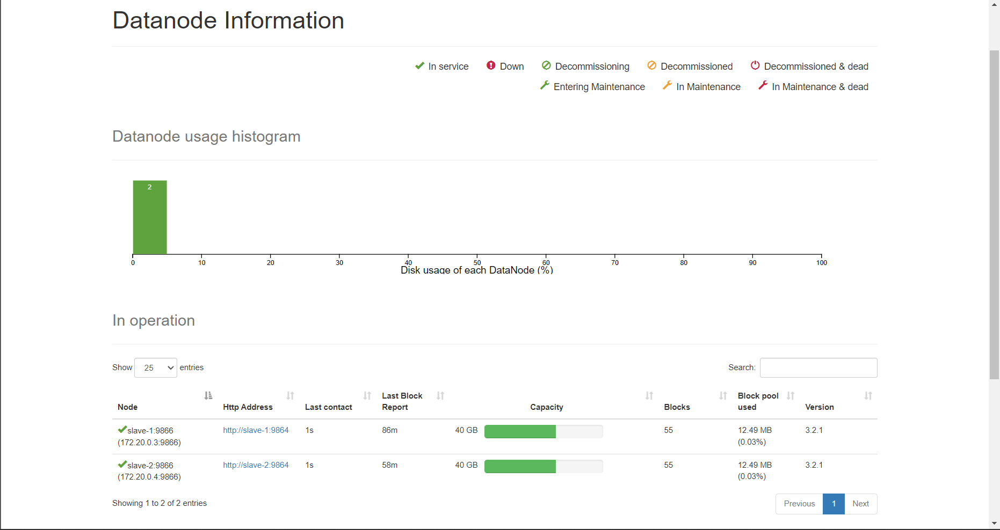 Datanode Information
In service Down Decommissioning Decommissioned Decommissioned & dead
Entering Maintenance In Maintenance In Maintenance & dead
Datanode usage histogram
2
0 10 20 30 40 50 60 70 80 90 100
Disk usage of each DataNode (%)
In operation
Show 25 entries Search:
Node Http Address Last contact Last Block Report Capacity Blocks Block pool used Version
slave-1:9866 http://slave-1:9864 1s 86m 40 GB 55 12.49 MB 3.2.1
(172.20.0.3:9866) (0.03%)
slave-2:9866 http://slave-2:9864 1s 58m 40 GB 55 12.49 MB 3.2.1
(172.20.0.4:9866) (0.03%)
Showing 1 to 2 of 2 entries Previous 1 Next